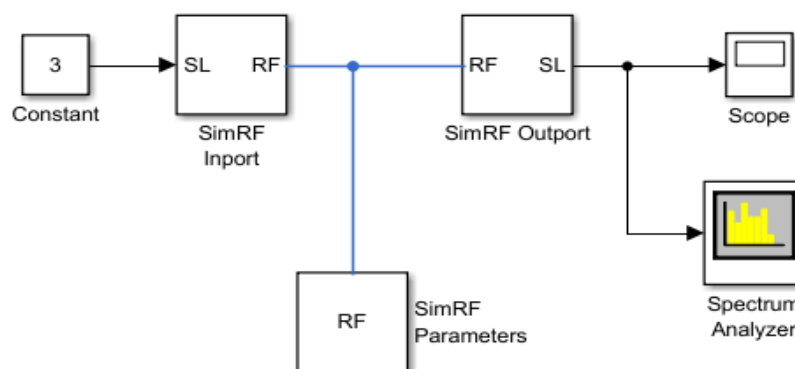 3
Constant
SL RF
SimRF
Inport
RF SL
SimRF Outport
Scope
RF
SimRF
Parameters
Spectrum
Analyzer